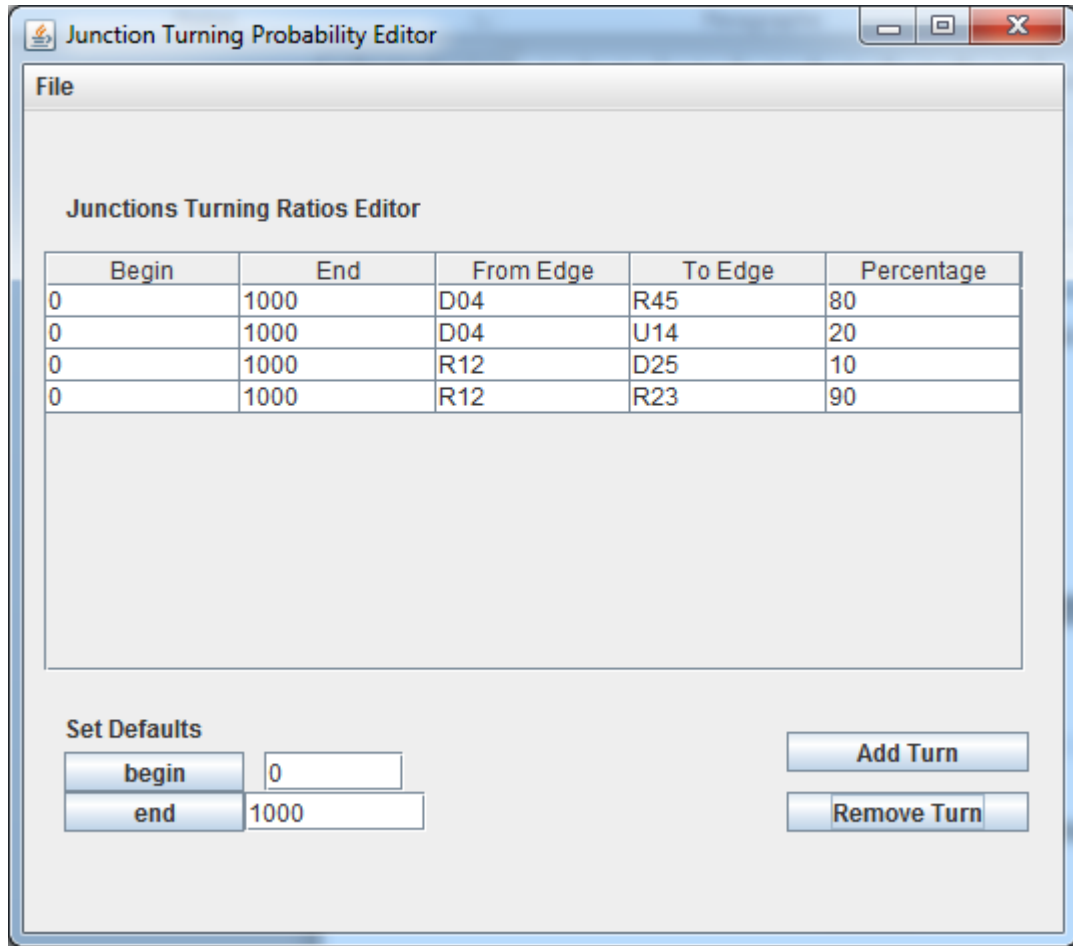 Junction Turning Probability Editor
File
Junctions Turning Ratios Editor
Begin End From Edge To Edge Percentage
0 1000 D04 R45 80
0 1000 D04 U14 20
0 1000 R12 D25 10
0 1000 R12 R23 90
Set Defaults
begin 0
end 1000
Add Turn
Remove Turn